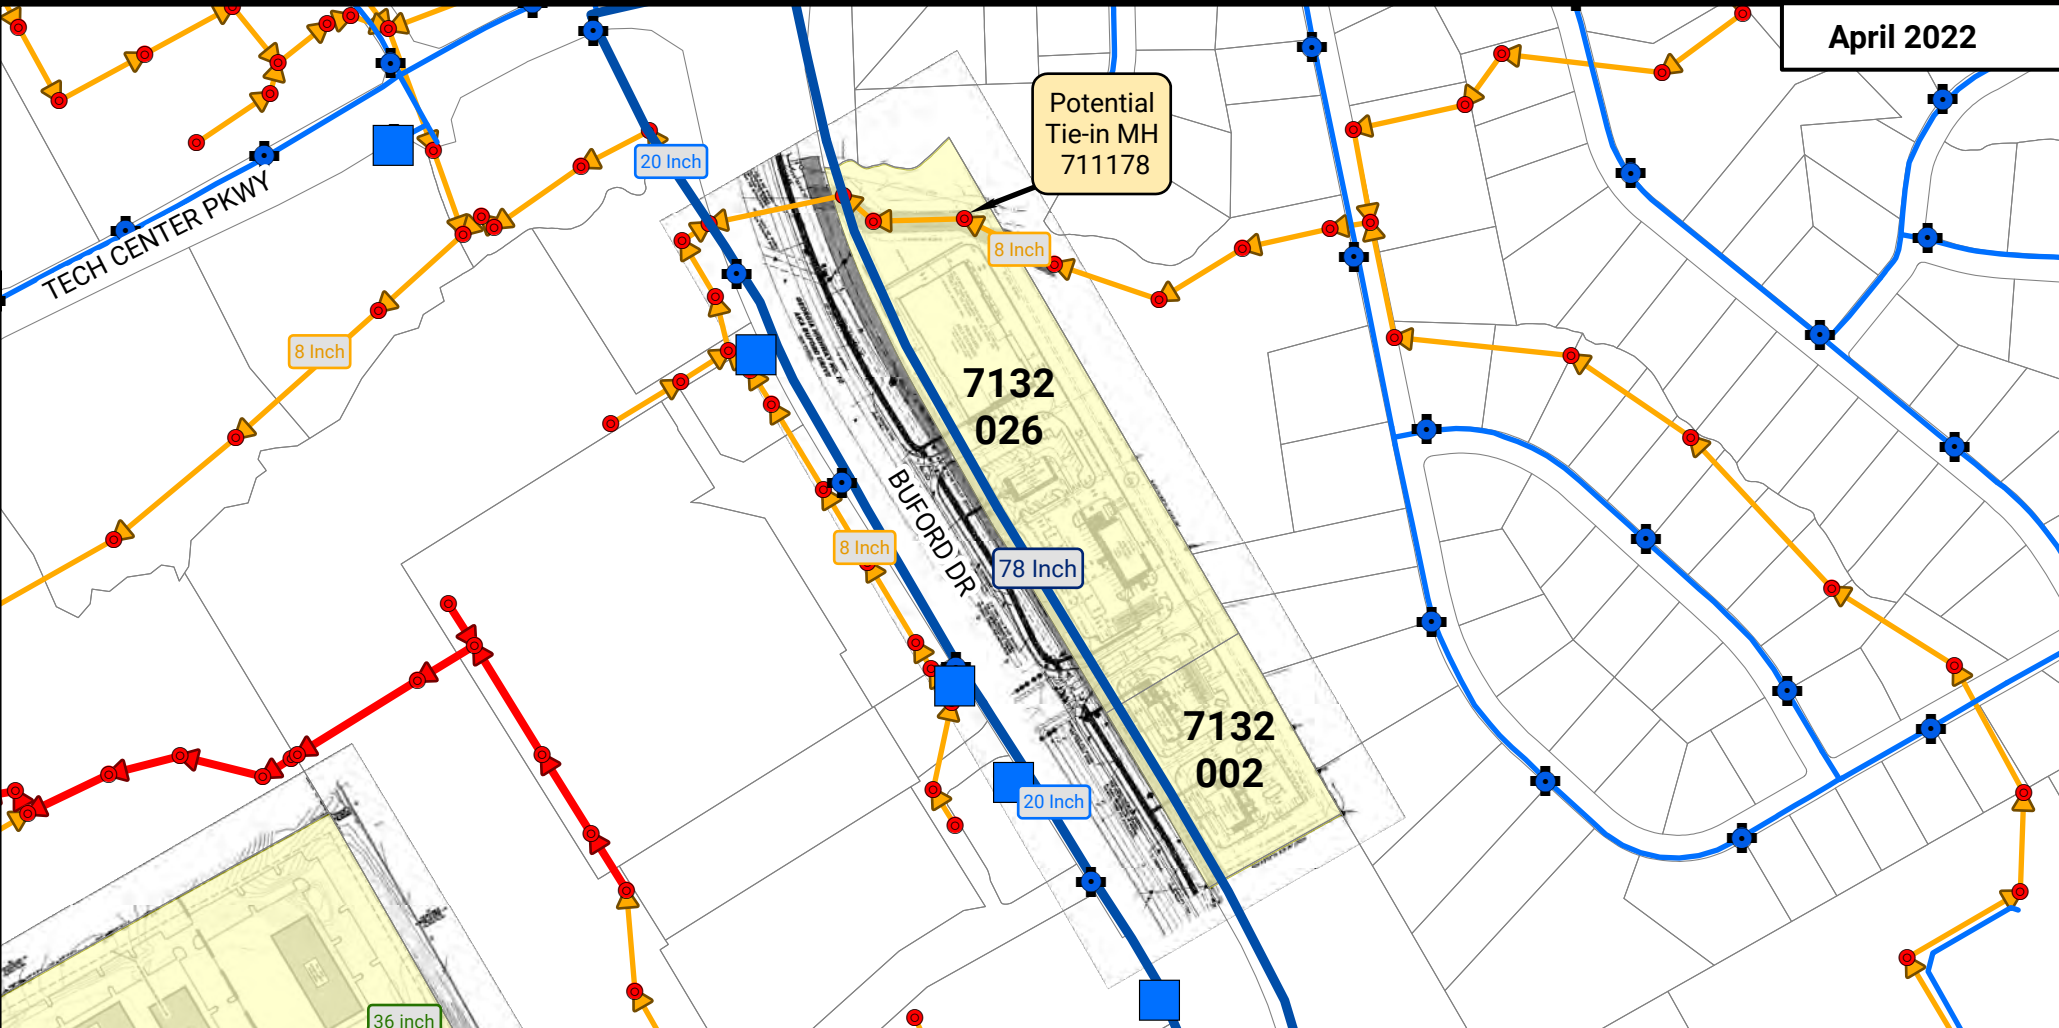 April 2022
Potential
Tie-in MH
711178
20 Inch
8 Inch
TECH CENTER PKWY
8 Inch
7132
026
BUFORD DR
8 Inch
78 Inch
7132
002
20 Inch
36 inch